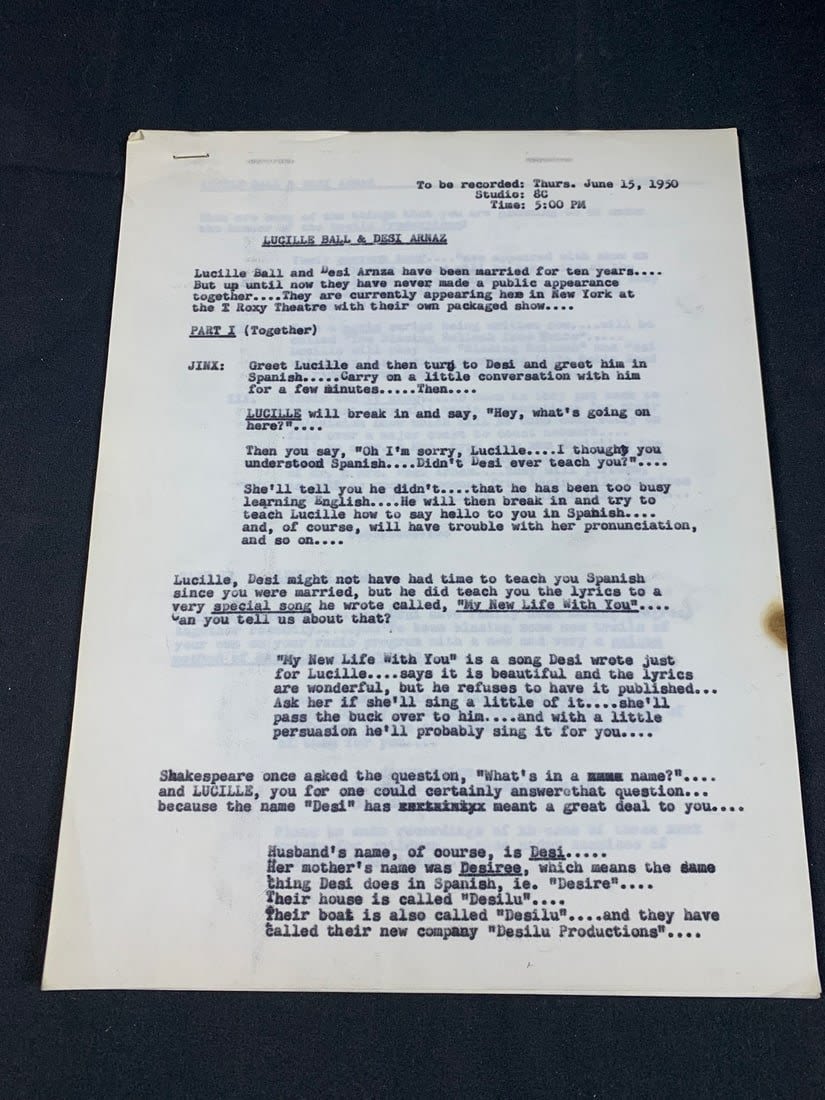 To be recorded: Thurs. June 15, 1950
Studio: 8C
Time: 5:00 PM
LUCILLE BALL & DESI ARNAZ
Lucille Ball and Desi Arnza have been married for ten years....
But up until now they have never made a public appearance
together....They are currently appearing here in New York at
the T Roxy Theatre with their own packaged show....
PART I (Together)
JINX: Greet Lucille and then turn to Desi and greet him in
Spanish.....Carry on a little conversation with him
for a few minutes.....Then....
LUCILLE will break in and say, "Hey, what's going on
here?"....
Then you say, "Oh I'm sorry, Lucille....I thought you
understood Spanish....Didn't Desi ever teach you?"....
She'll tell you he didn't....that he has been too busy
learning English....He will then break in and try to
teach Lucille how to say hello to you in Spanish....
and, of course, will have trouble with her pronunciation,
and so on....
Lucille, Desi might not have had time to teach you Spanish
since you were married, but he did teach you the lyrics to a
very special song he wrote called, "My New Life With You"....
Can you tell us about that?
"My New Life With You" is a song Desi wrote just
for Lucille....says it is beautiful and the lyrics
are wonderful, but he refuses to have it published...
Ask her if she'll sing a little of it....she'll
pass the buck over to him....and with a little
persuasion he'll probably sing it for you....
Shakespeare once asked the question, "What's in a name?"....
and LUCILLE, you for one could certainly answer that question...
because the name "Desi" has meant a great deal to you....
Husband's name, of course, is Desi.....
Her mother's name was Desiree, which means the same
thing Desi does in Spanish, ie. "Desire"....
Their house is called "Desilu"....
Their boat is also called "Desilu"....and they have
called their new company "Desilu Productions"....